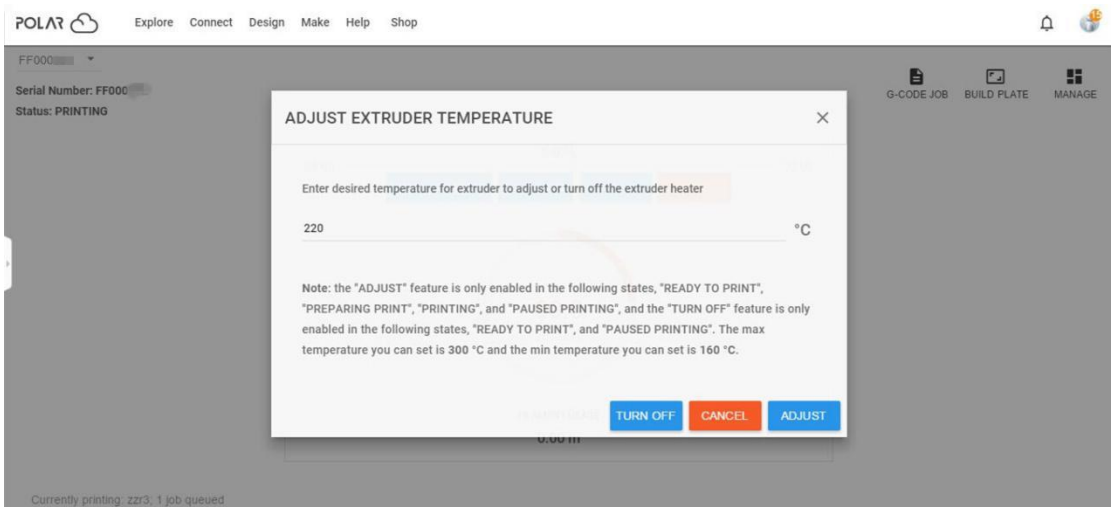 POLAR
Explore Connect Design Make Help Shop
FF000
Serial Number: FF000
Status: PRINTING
G-CODE JOB BUILD PLATE MANAGE
ADJUST EXTRUDER TEMPERATURE
Enter desired temperature for extruder to adjust or turn off the extruder heater
220 °C
Note: the "ADJUST" feature is only enabled in the following states, "READY TO PRINT",
"PREPARING PRINT", "PRINTING", and "PAUSED PRINTING", and the "TURN OFF" feature is only
enabled in the following states, "READY TO PRINT", and "PAUSED PRINTING". The max
temperature you can set is 300 °C and the min temperature you can set is 160 °C.
TURN OFF CANCEL ADJUST
0.00 m
Currently printing: zzr3; 1 job queued